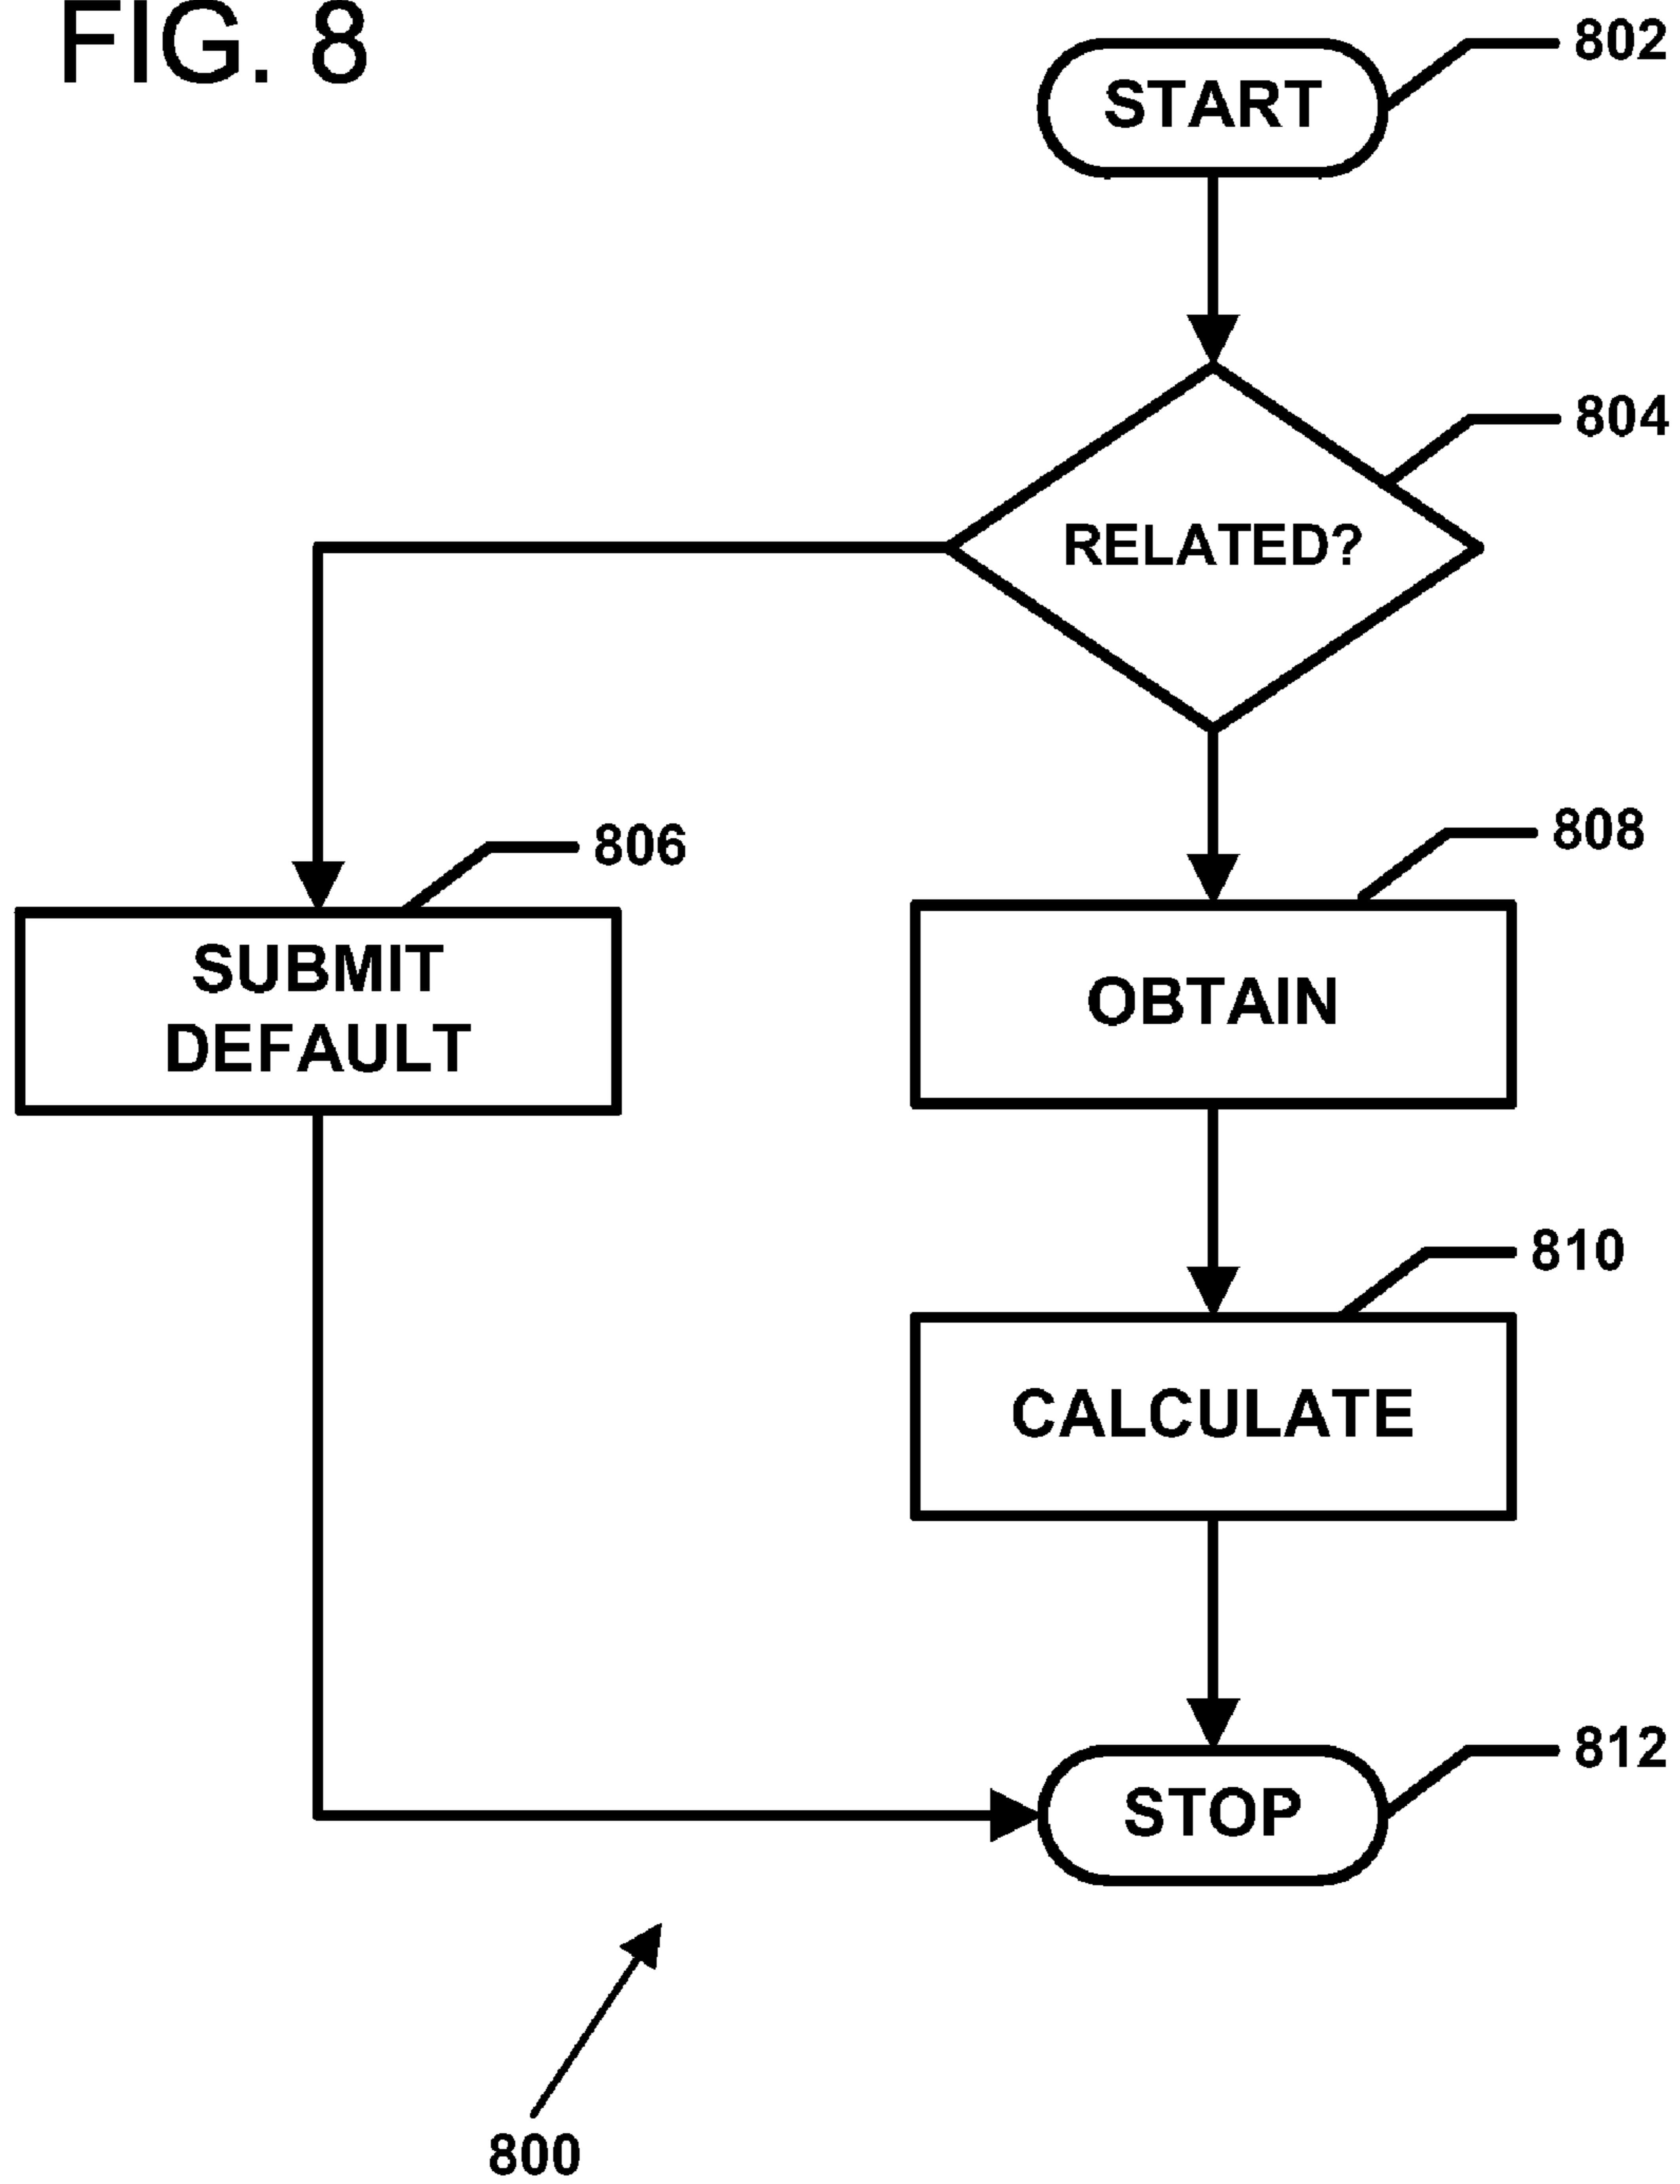 FIG. 8
802
START
804
RELATED?
806
808
SUBMIT
DEFAULT
OBTAIN
810
CALCULATE
812
STOP
800